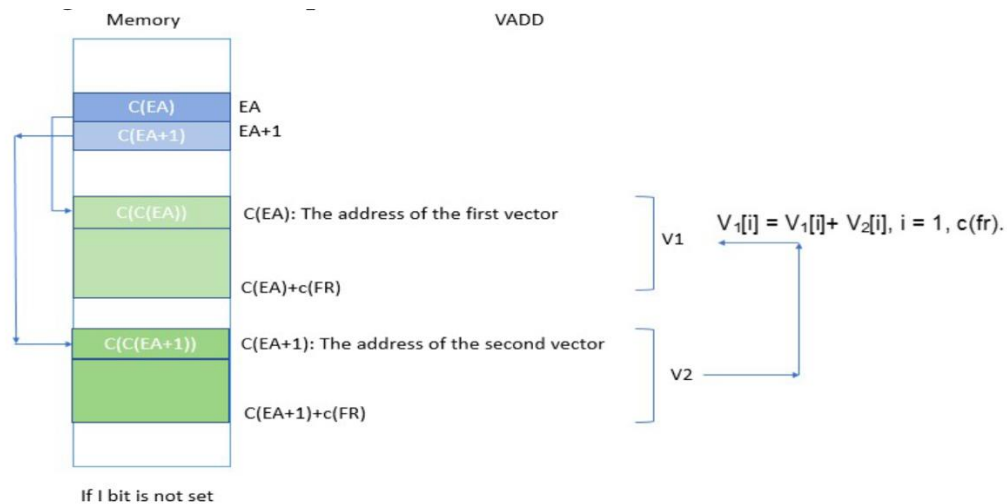 Memory
VADD
C(EA)
EA
C(EA+1)
EA+1
C(C(EA))
C(EA): The address of the first vector
V1
V₁[i] = V₁[i]+ V₂[i], i = 1, c(fr).
C(EA)+c(FR)
C(C(EA+1))
C(EA+1): The address of the second vector
V2
C(EA+1)+c(FR)
If I bit is not set